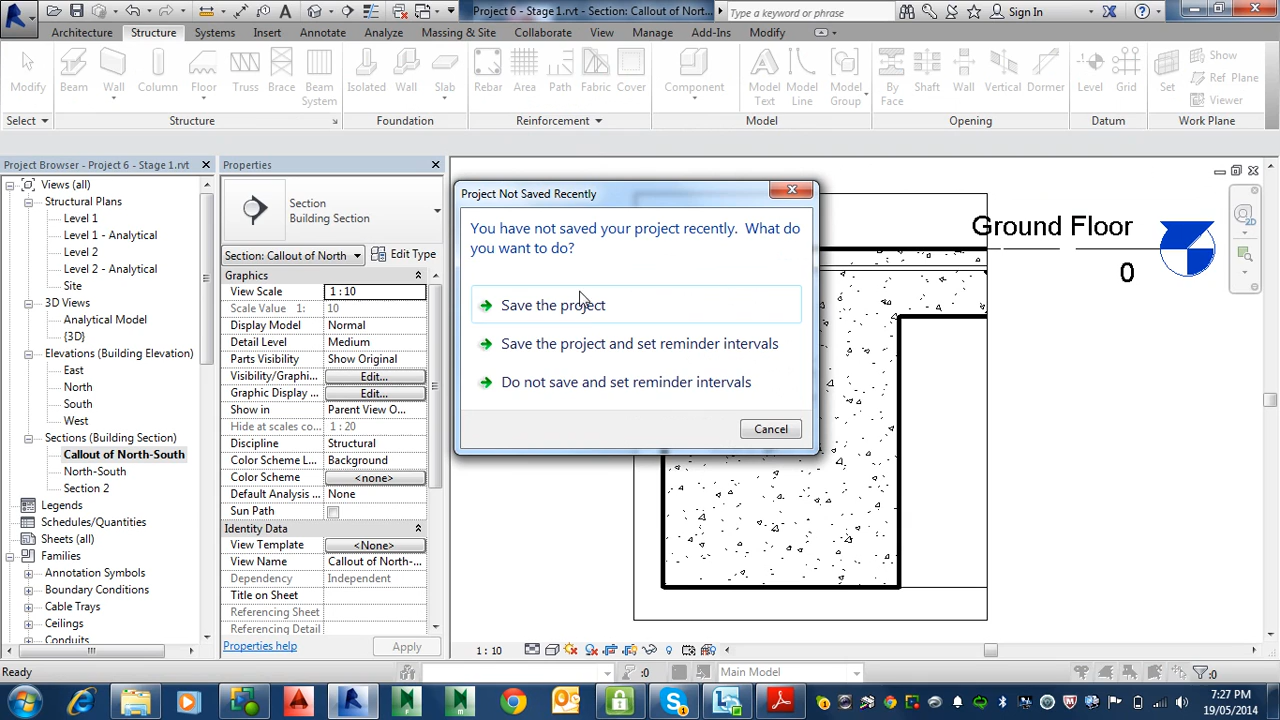 Project 6 - Stage 1.rvt - Section: Callout of Nort...
Type a keyword or phrase
Sign In
Architecture Structure Systems Insert Annotate Analyze Massing & Site Collaborate View Manage Add-Ins Modify
Modify Beam Wall Column Floor Truss Brace Beam System Isolated Wall Slab Rebar Area Path Fabric Cover Component Model Text Model Line Model Group By Face Shaft Wall Vertical Dormer Level Grid Set Show
Ref Plane
Viewer
Select Structure Foundation Reinforcement Model Opening Datum Work Plane
Project Browser - Project 6 - Stage 1.rvt
Views (all)
Structural Plans
Level 1
Level 1 - Analytical
Level 2
Level 2 - Analytical
Site
3D Views
Analytical Model
{3D}
Elevations (Building Elevation)
East
North
South
West
Sections (Building Section)
Callout of North-South
North-South
Section 2
Legends
Schedules/Quantities
Sheets (all)
Families
Annotation Symbols
Boundary Conditions
Cable Trays
Ceilings
Conduits
Properties
Section
Building Section
Section: Callout of North
Edit Type
Graphics
View Scale 1 : 10
Scale Value 1: 10
Display Model Normal
Detail Level Medium
Parts Visibility Show Original
Visibility/Graphi... Edit...
Graphic Display ... Edit...
Show in Parent View O...
Hide at scales co... 1 : 20
Discipline Structural
Color Scheme L... Background
Color Scheme <none>
Default Analysis ... None
Sun Path
Identity Data
View Template <None>
View Name Callout of North-...
Dependency Independent
Title on Sheet
Referencing Sheet
Referencing Detail
Properties help
Apply
Project Not Saved Recently
You have not saved your project recently. What do
you want to do?
Save the project
Save the project and set reminder intervals
Do not save and set reminder intervals
Cancel
Ground Floor
0
1 : 10
Ready
:0
Main Model
:0
7:27 PM
19/05/2014